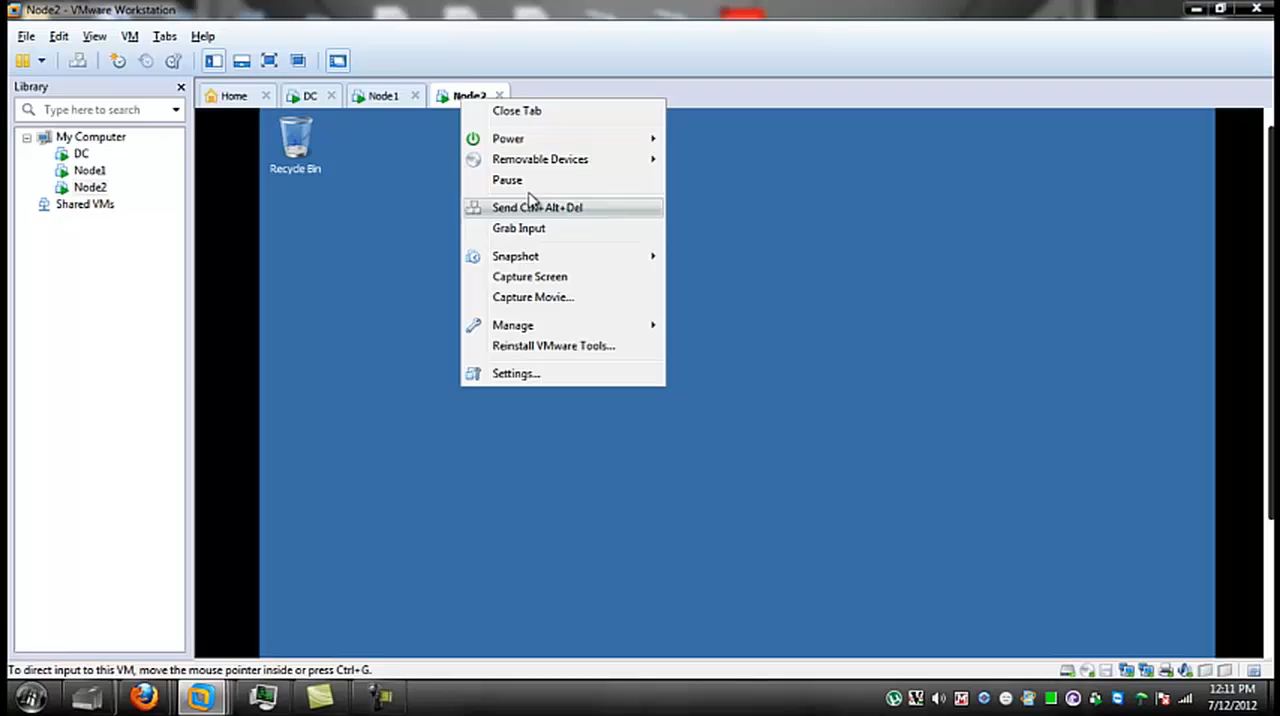 Node2 - VMware Workstation
File Edit View VM Tabs Help
Library
Type here to search
My Computer
DC
Node1
Node2
Shared VMs
Home DC Node1 Node2
Recycle Bin
Close Tab
Power
Removable Devices
Pause
Send Ctrl+Alt+Del
Grab Input
Snapshot
Capture Screen
Capture Movie...
Manage
Reinstall VMware Tools...
Settings...
To direct input to this VM, move the mouse pointer inside or press Ctrl+G.
12:11 PM
7/12/2012